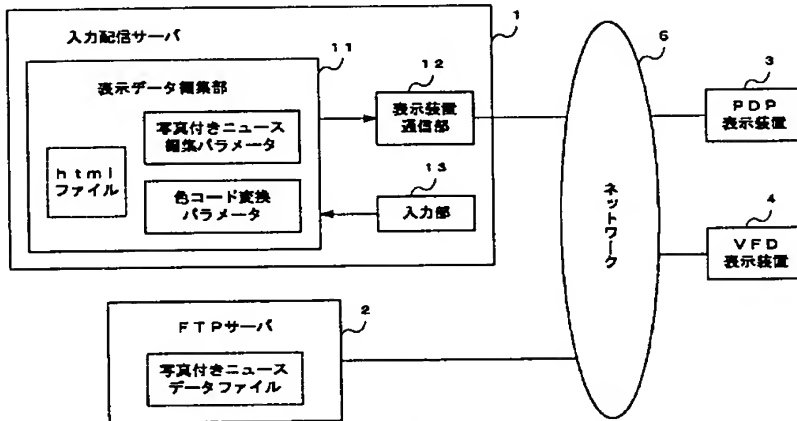 入力配信サーバ
1
表示データ編集部
11
写真付きニュース
編集パラメータ
html
ファイル
色コード変換
パラメータ
12
表示装置
通信部
13
入力部
FTPサーバ
2
写真付きニュース
データファイル
ネットワーク
6
3
PDP
表示装置
4
VFD
表示装置